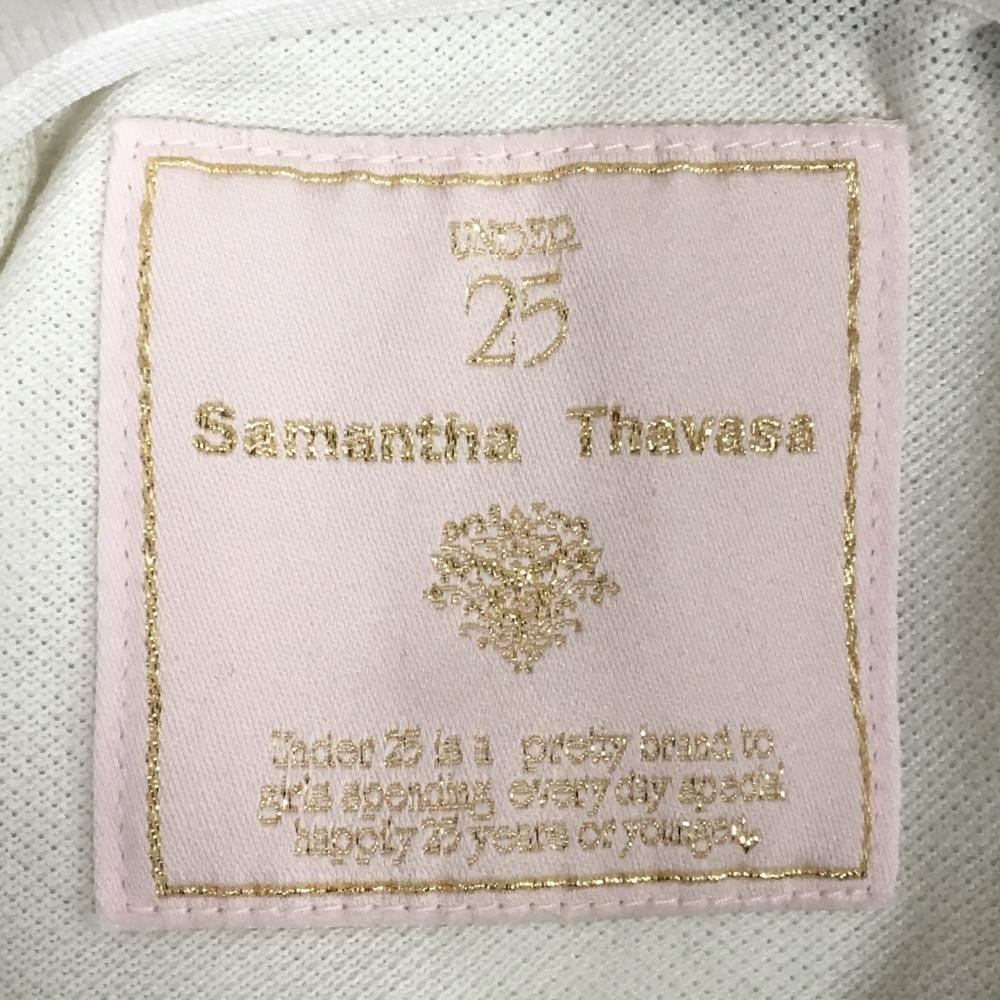 UNDER
25
Samantha Thavasa
Under 25 is a pretty brand to
girls spending every day special
happily 25 years or younger.